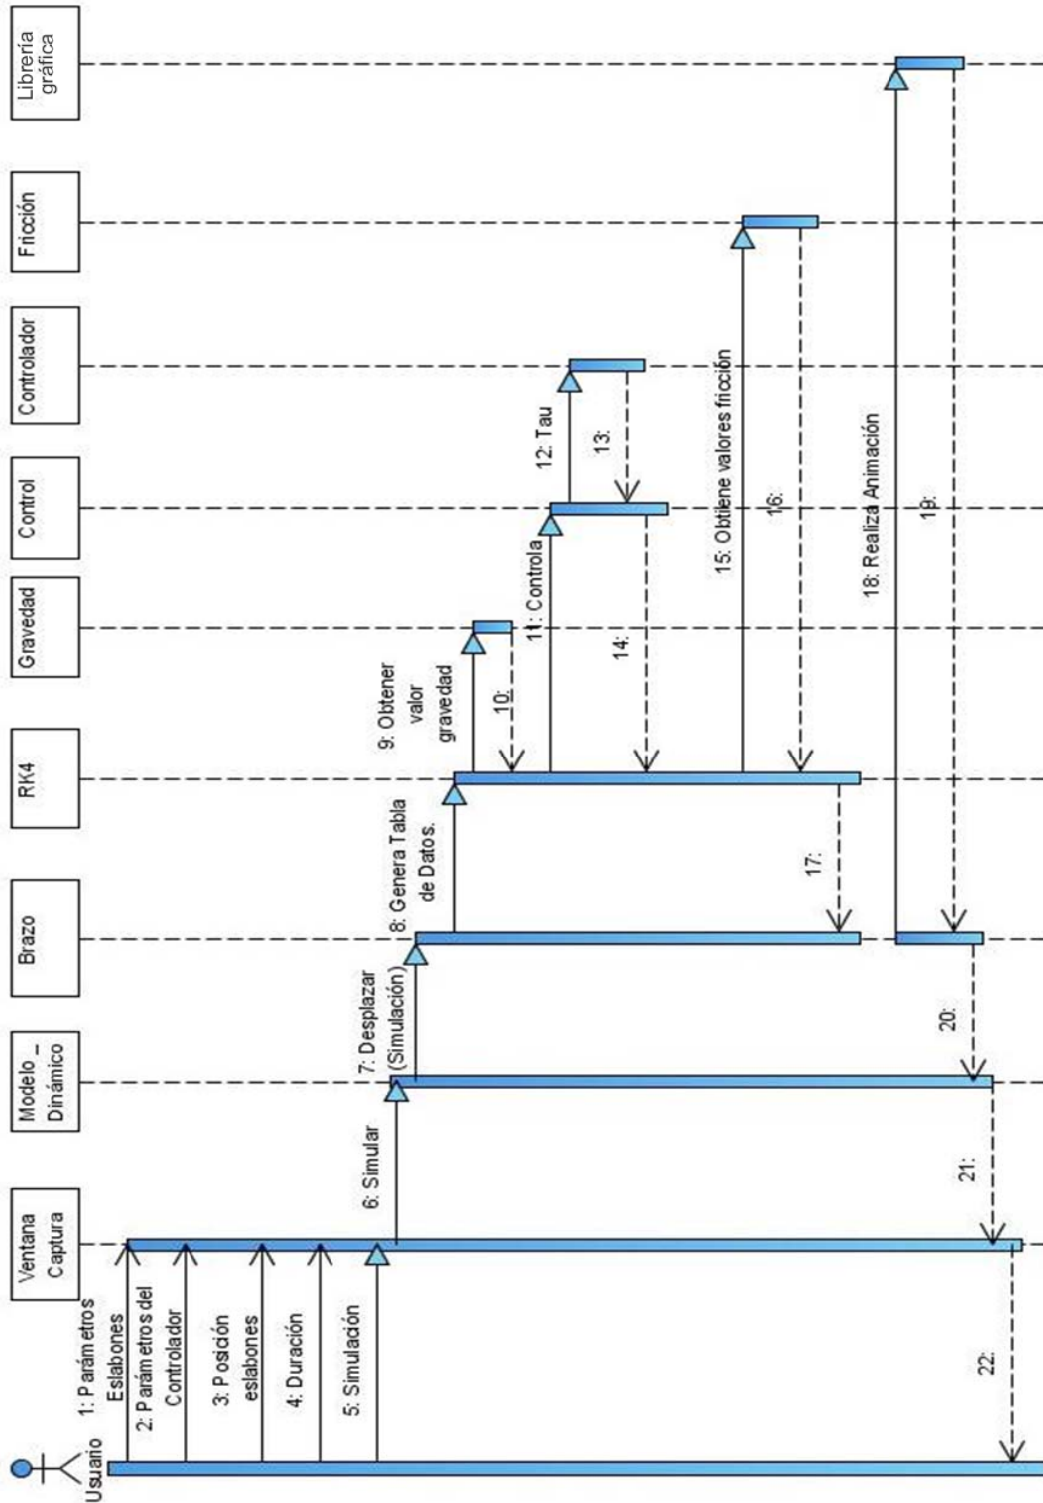 Usuario
Ventana
Captura
Modelo_
Dinámico
Brazo
RK4
Gravedad
Control
Controlador
Fricción
Librería
gráfica
1: Parámetros
Eslabones
2: Parámetros del
Controlador
3: Posición
eslabones
4: Duración
5: Simulación
6: Simular
7: Desplazar
(Simulación)
8: Genera Tabla
de Datos.
9: Obtener
valor
gravedad
10:
11: Controla
12: Tau
13:
14:
15: Obtiene valores fricción
16:
17:
18: Realiza Animación
19:
20:
21:
22: